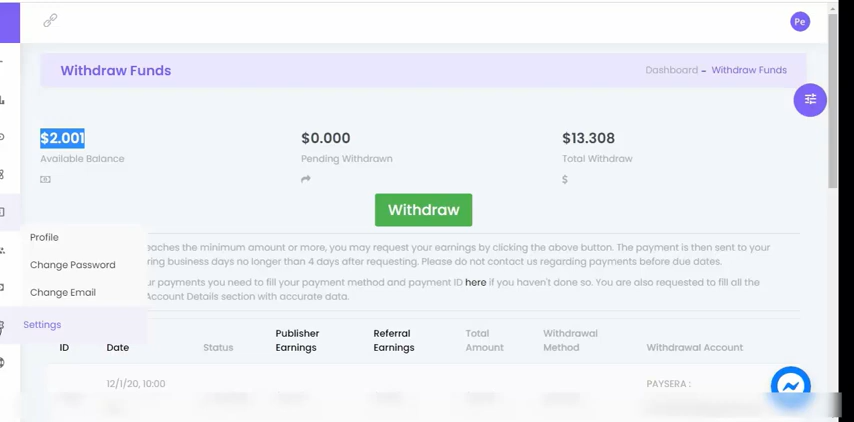 Pe
Withdraw Funds
Dashboard - Withdraw Funds
$2.001
Available Balance
$0.000
Pending Withdrawn
$13.308
Total Withdraw
$
Withdraw
Profile
Change Password
Change Email
Settings
eaches the minimum amount or more, you may request your earnings by clicking the above button. The payment is then sent to your
ring business days no longer than 4 days after requesting. Please do not contact us regarding payments before due dates.
ur payments you need to fill your payment method and payment ID here if you haven't done so. You are also requested to fill all the
Account Details section with accurate data.
ID
Date
Status
Publisher
Earnings
Referral
Earnings
Total
Amount
Withdrawal
Method
Withdrawal Account
12/1/20, 10:00
PAYSERA :